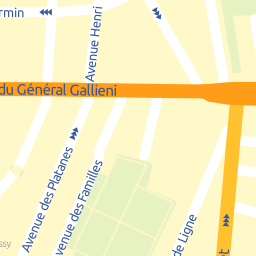 rmin
Avenue Henri
du Général Gallieni
Avenue des Platanes
Avenue des Familles
de Ligne
ssy